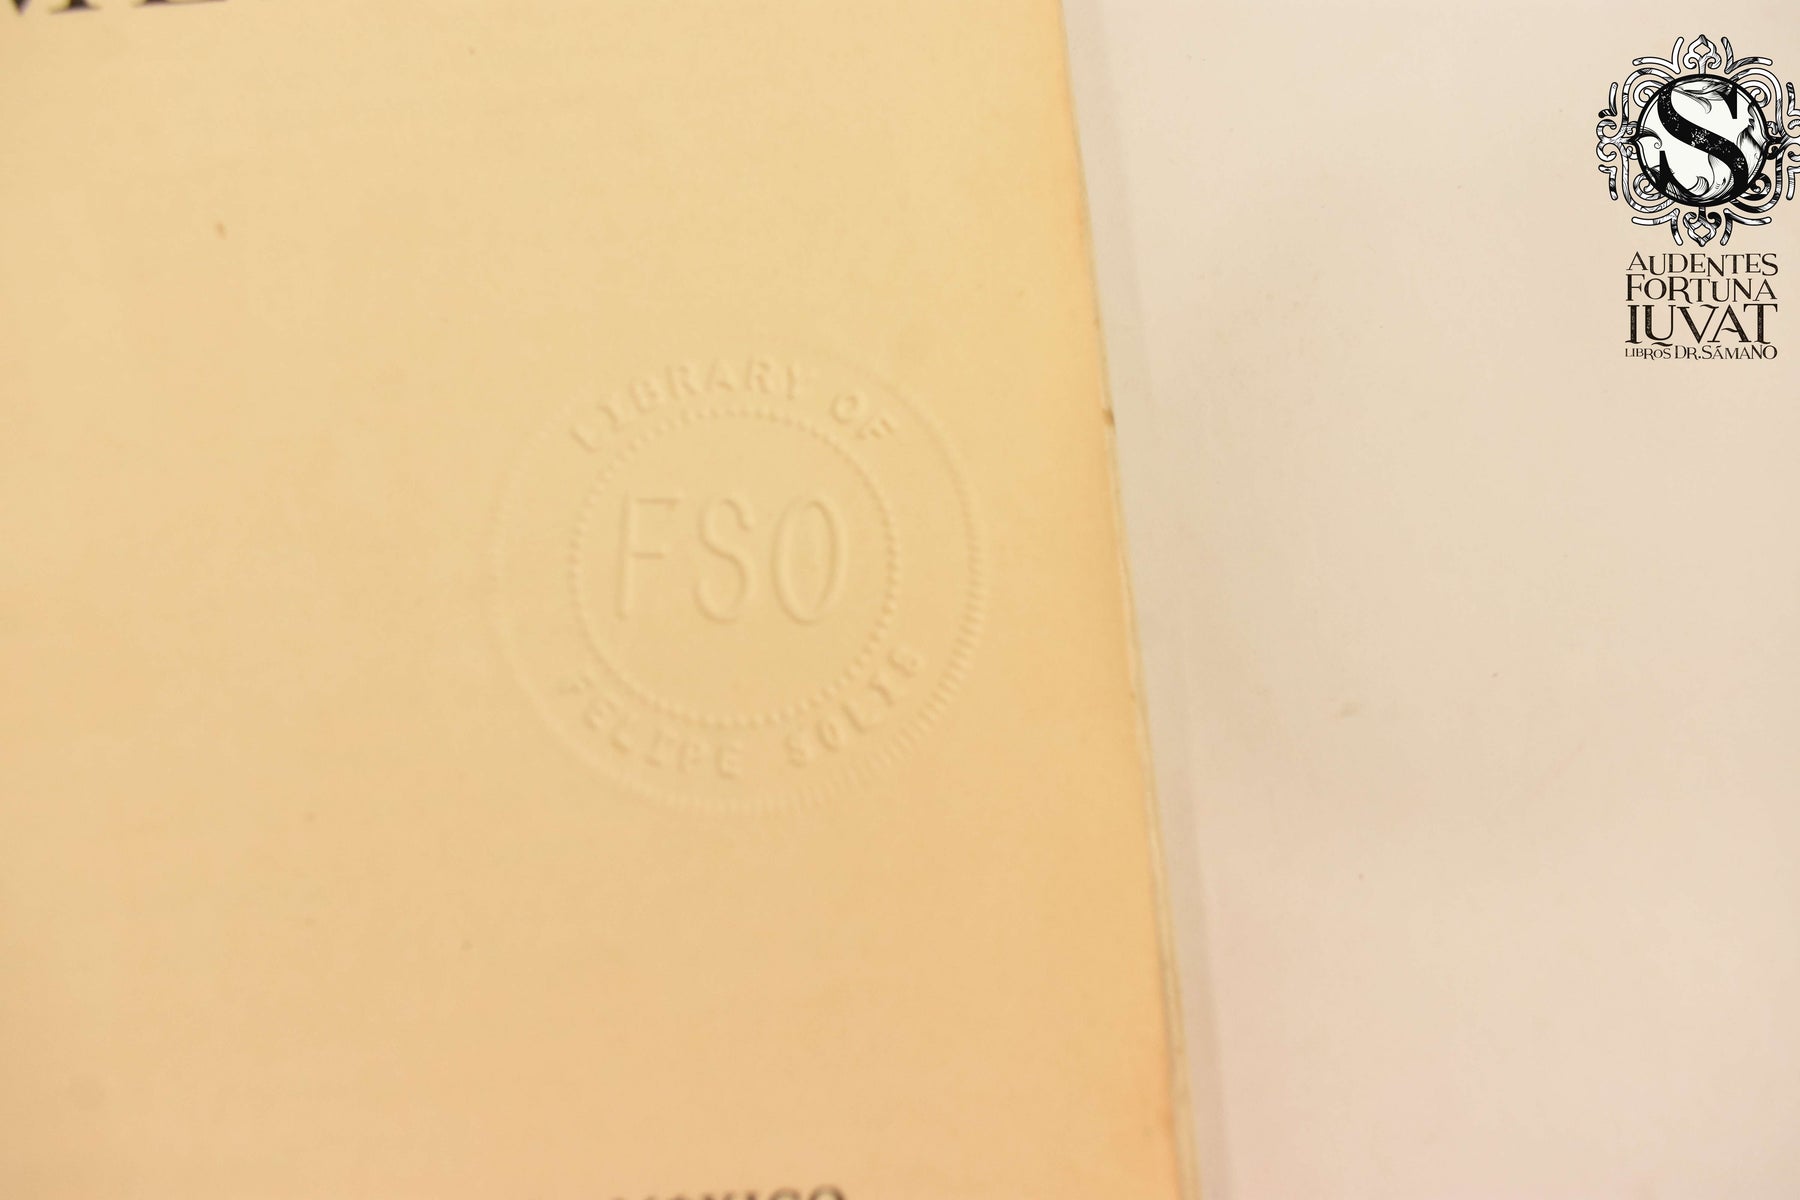 LIBRARY OF
FSO
FELIPE SOLIS
S
AUDENTES
FORTUNA
IUVAT
LIBROS DR. SÁMANO